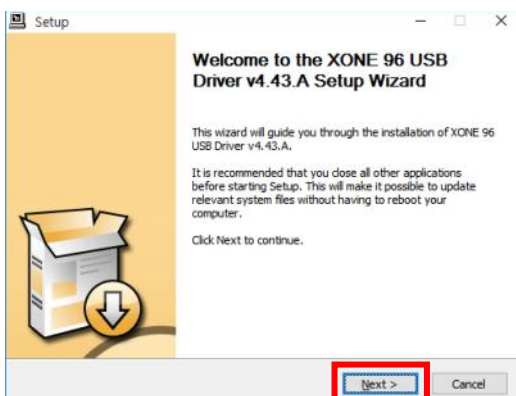 Setup
Welcome to the XONE 96 USB
Driver v4.43.A Setup Wizard
This wizard will guide you through the installation of XONE 96
USB Driver v4.43.A.
It is recommended that you close all other applications
before starting Setup. This will make it possible to update
relevant system files without having to reboot your
computer.
Click Next to continue.
Next > Cancel